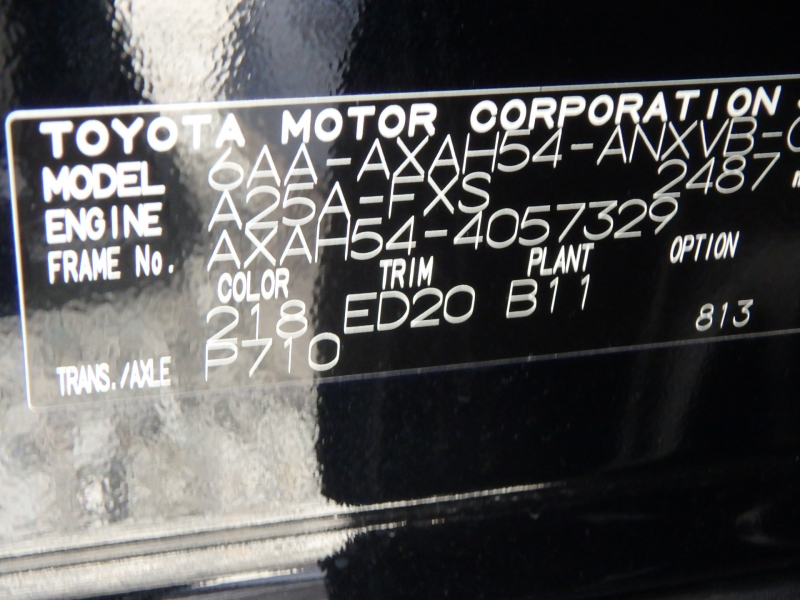 TOYOTA MOTOR CORPORATION
MODEL 6AA-AXAH54-ANXVB-
ENGINE A25A-FXS 2487
FRAME No. AXAH54-4057329
COLOR TRIM PLANT OPTION
218 ED20 B11 813
TRANS./AXLE P710